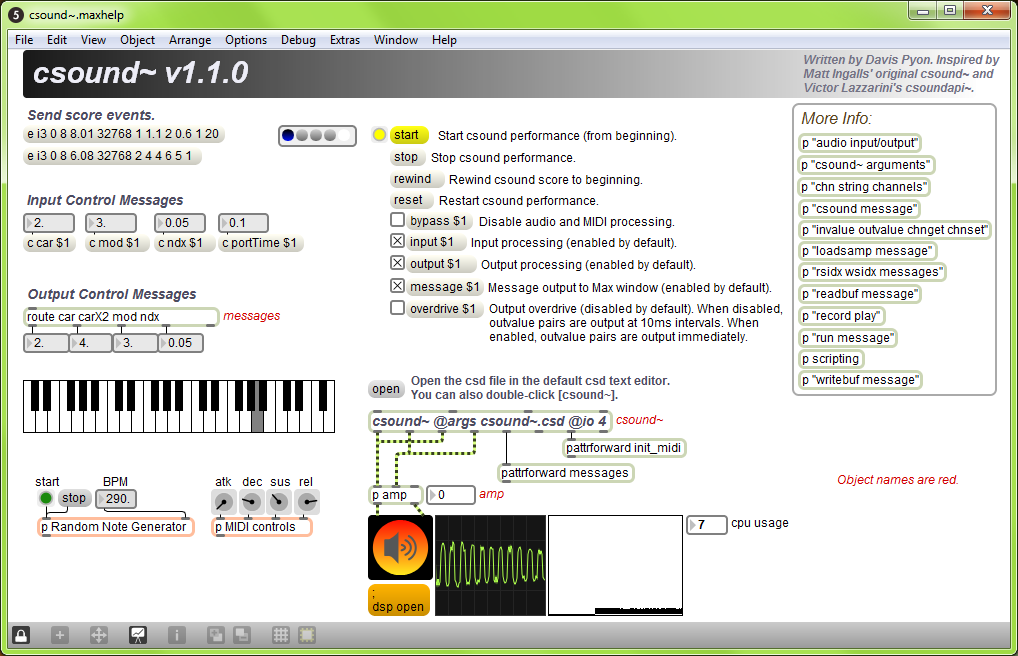 csound~.maxhelp
File Edit View Object Arrange Options Debug Extras Window Help
csound~ v1.1.0
Written by Davis Pyon. Inspired by
Matt Ingalls' original csound~ and
Victor Lazzarini's csoundapi~.
Send score events.
e i3 0 8 8.01 32768 1 1.1 2 0.6 1 20
e i3 0 8 6.08 32768 2 4 4 6 5 1
Input Control Messages
2. 3. 0.05 0.1
c car $1 c mod $1 c ndx $1 c portTime $1
Output Control Messages
route car carX2 mod ndx messages
2. 4. 3. 0.05
start Start csound performance (from beginning).
stop Stop csound performance.
rewind Rewind csound score to beginning.
reset Restart csound performance.
bypass $1 Disable audio and MIDI processing.
input $1 Input processing (enabled by default).
output $1 Output processing (enabled by default).
message $1 Message output to Max window (enabled by default).
overdrive $1 Output overdrive (disabled by default). When disabled,
outvalue pairs are output at 10ms intervals. When
enabled, outvalue pairs are output immediately.
More Info:
p "audio input/output"
p "csound~ arguments"
p "chn string channels"
p "csound message"
p "invalue outvalue chnget chnset"
p "loadsamp message"
p "rsidx wsidx messages"
p "readbuf message"
p "record play"
p "run message"
p scripting
p "writebuf message"
open Open the csd file in the default csd text editor.
You can also double-click [csound~].
csound~ @args csound~.csd @io 4 csound~
pattrforward init_midi
pattrforward messages
Object names are red.
start BPM
stop 290.
p Random Note Generator
atk dec sus rel
p MIDI controls
p amp 0 amp
7 cpu usage
;
dsp open